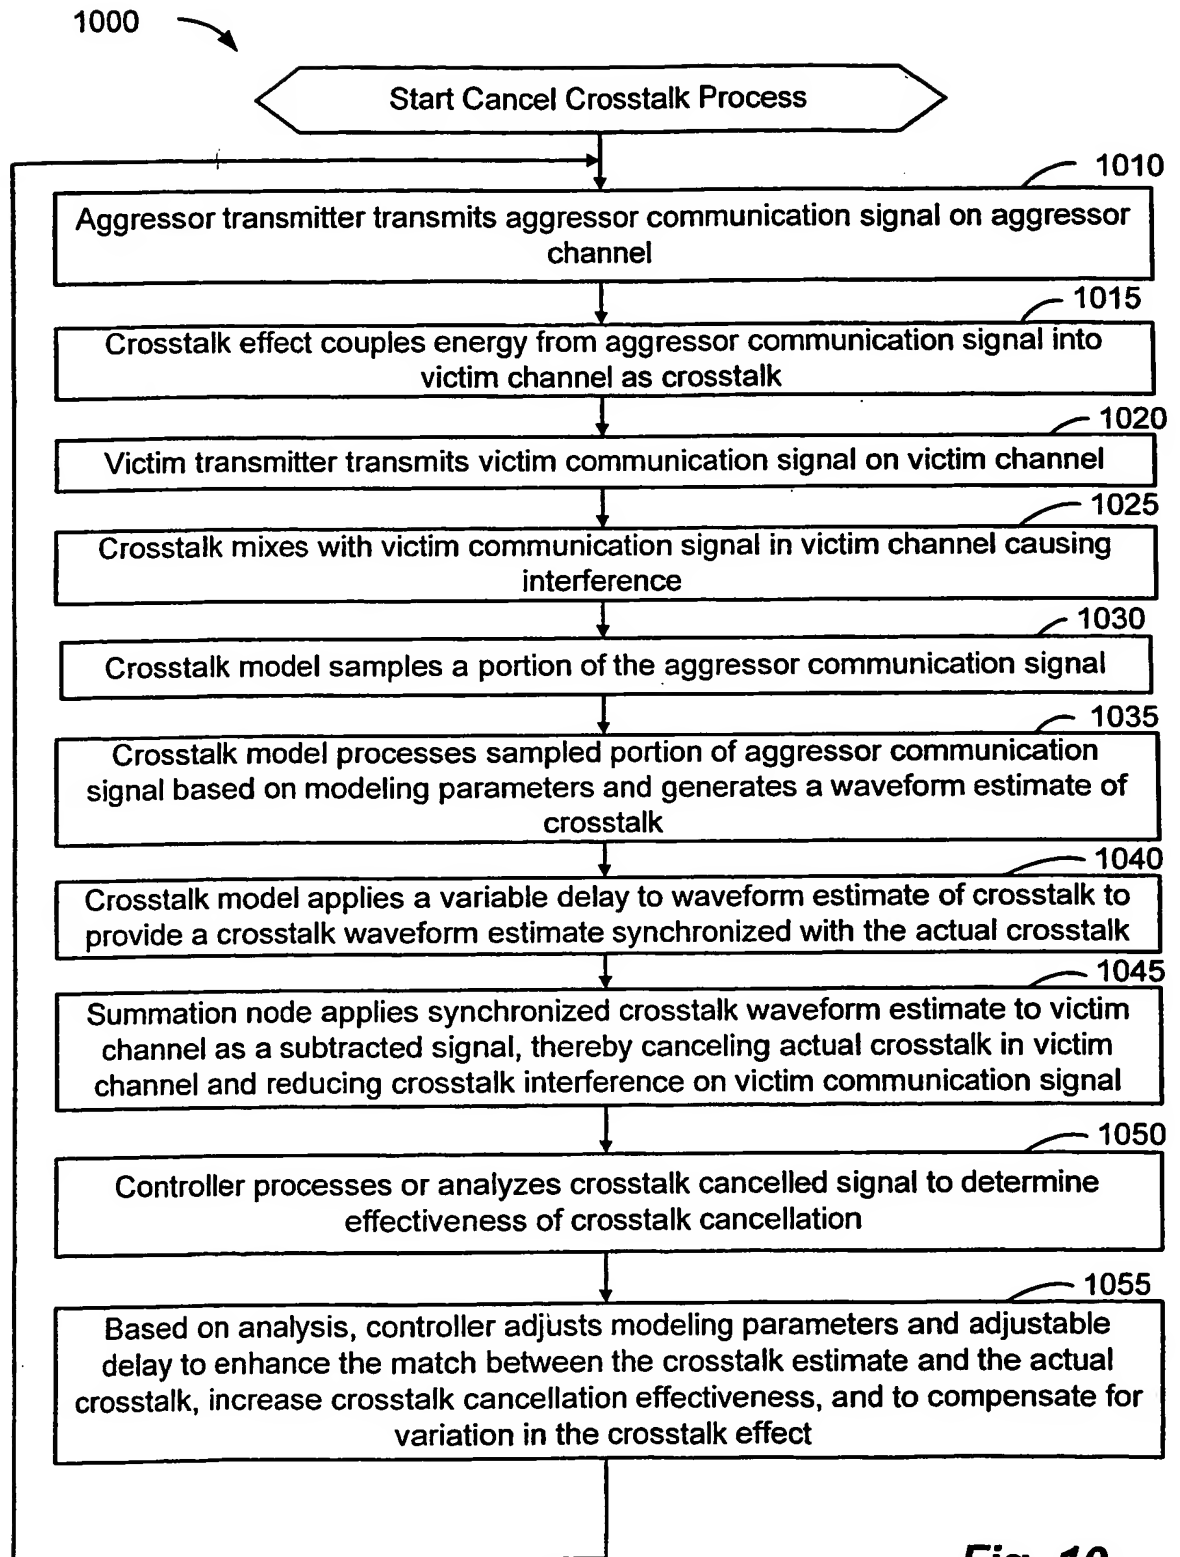 1000
Start Cancel Crosstalk Process
1010
Aggressor transmitter transmits aggressor communication signal on aggressor
channel
1015
Crosstalk effect couples energy from aggressor communication signal into
victim channel as crosstalk
1020
Victim transmitter transmits victim communication signal on victim channel
1025
Crosstalk mixes with victim communication signal in victim channel causing
interference
1030
Crosstalk model samples a portion of the aggressor communication signal
1035
Crosstalk model processes sampled portion of aggressor communication
signal based on modeling parameters and generates a waveform estimate of
crosstalk
1040
Crosstalk model applies a variable delay to waveform estimate of crosstalk to
provide a crosstalk waveform estimate synchronized with the actual crosstalk
1045
Summation node applies synchronized crosstalk waveform estimate to victim
channel as a subtracted signal, thereby canceling actual crosstalk in victim
channel and reducing crosstalk interference on victim communication signal
1050
Controller processes or analyzes crosstalk cancelled signal to determine
effectiveness of crosstalk cancellation
1055
Based on analysis, controller adjusts modeling parameters and adjustable
delay to enhance the match between the crosstalk estimate and the actual
crosstalk, increase crosstalk cancellation effectiveness, and to compensate for
variation in the crosstalk effect
Fig. 10